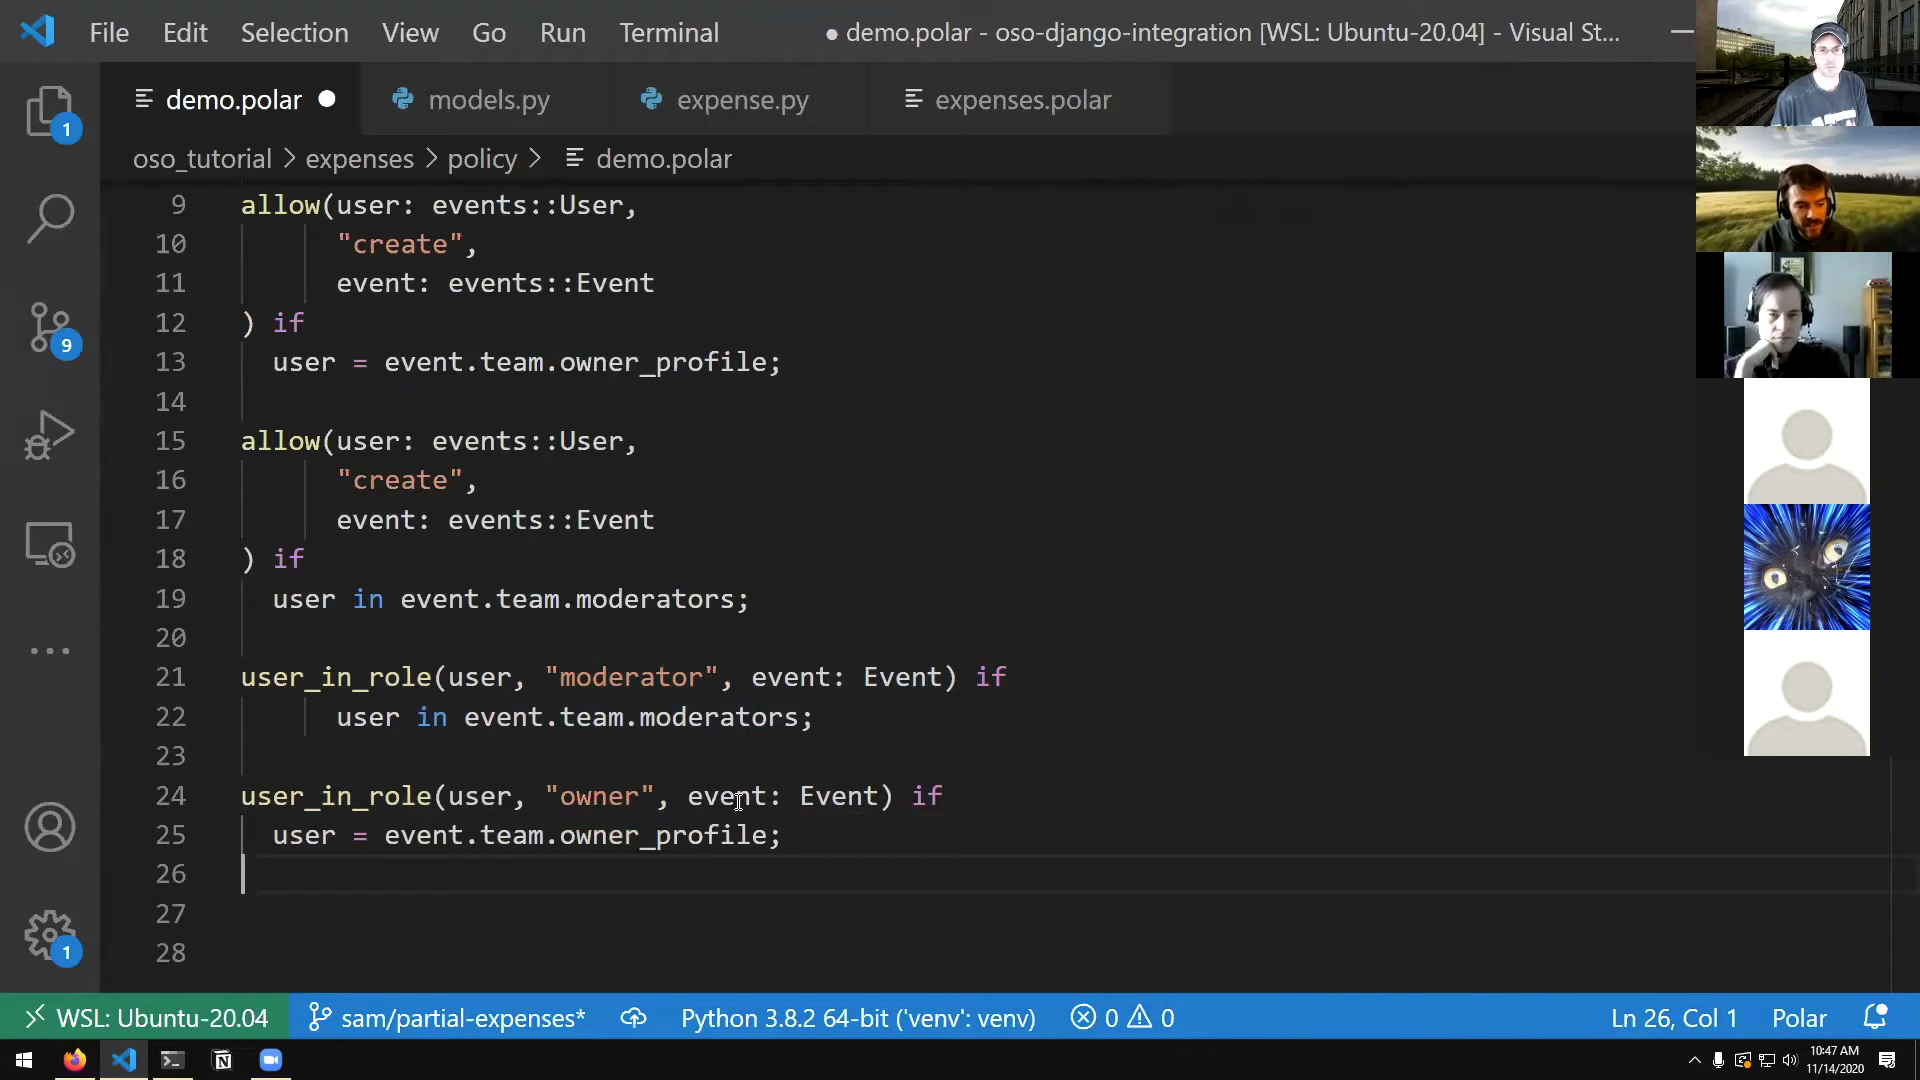 File Edit Selection View Go Run Terminal ● demo.polar - oso-django-integration [WSL: Ubuntu-20.04] - Visual St...
demo.polar models.py expense.py expenses.polar
oso_tutorial > expenses > policy > demo.polar
9 allow(user: events::User,
10 "create",
11 event: events::Event
12 ) if
13 user = event.team.owner_profile;
14
15 allow(user: events::User,
16 "create",
17 event: events::Event
18 ) if
19 user in event.team.moderators;
20
21 user_in_role(user, "moderator", event: Event) if
22 user in event.team.moderators;
23
24 user_in_role(user, "owner", event: Event) if
25 user = event.team.owner_profile;
26
27
28
1
9
1
WSL: Ubuntu-20.04 sam/partial-expenses* Python 3.8.2 64-bit ('venv': venv) 0 0 Ln 26, Col 1 Polar
10:47 AM
11/14/2020